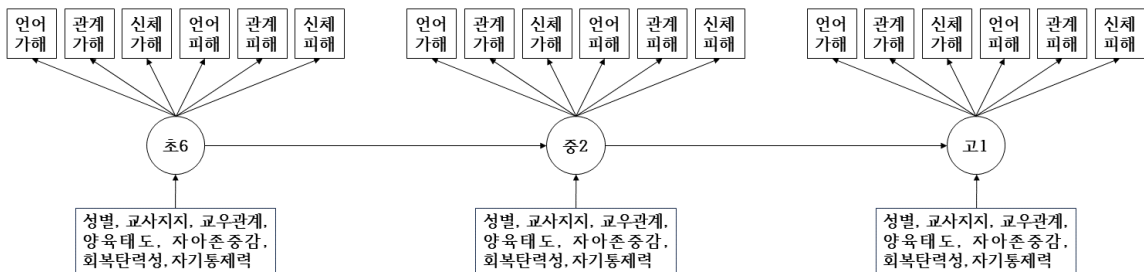 언어 가해
관계 가해
신체 가해
언어 피해
관계 피해
신체 피해
언어 가해
관계 가해
신체 가해
언어 피해
관계 피해
신체 피해
언어 가해
관계 가해
신체 가해
언어 피해
관계 피해
신체 피해
초6
중2
고1
성별, 교사지지, 교우관계,
양육태도, 자아존중감,
회복탄력성, 자기통제력
성별, 교사지지, 교우관계,
양육태도, 자아존중감,
회복탄력성, 자기통제력
성별, 교사지지, 교우관계,
양육태도, 자아존중감,
회복탄력성, 자기통제력